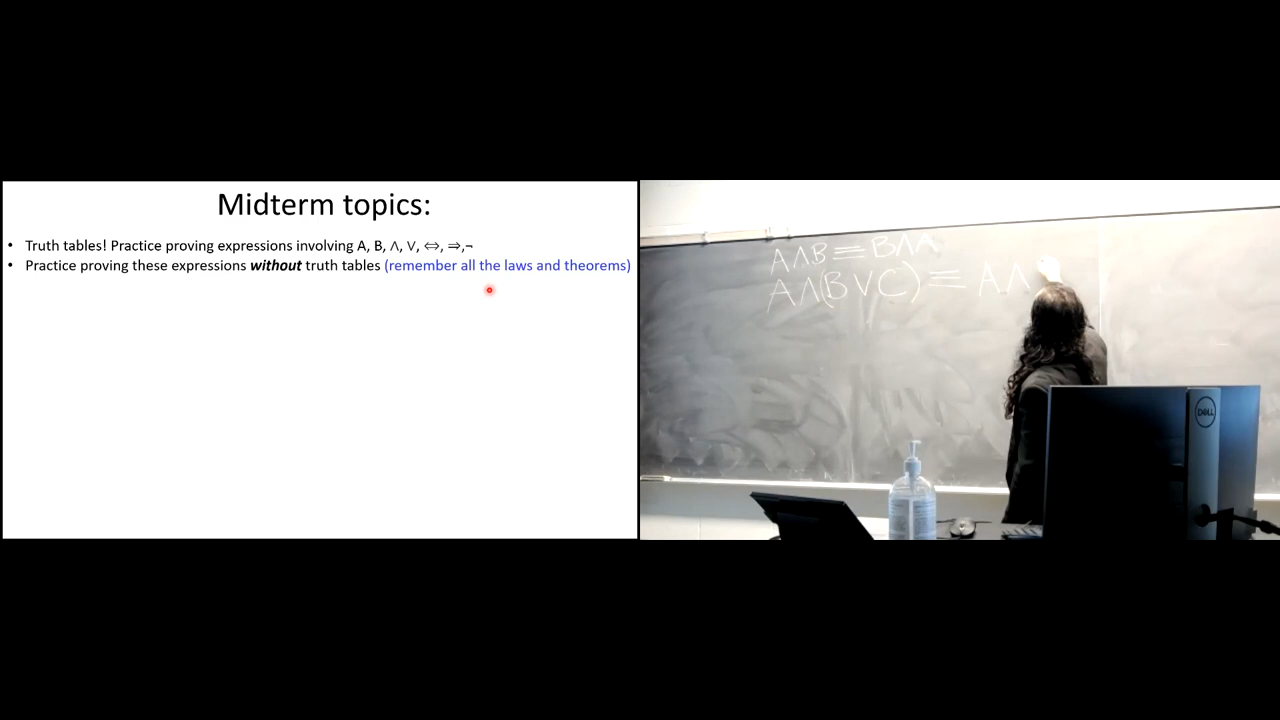 Midterm topics:
• Truth tables! Practice proving expressions involving A, B, ∧, ∨, ⇔, ⇒,¬
• Practice proving these expressions without truth tables (remember all the laws and theorems)
A∧B ≡ B∧A
A∧(B∨C) ≡ A∧
DELL